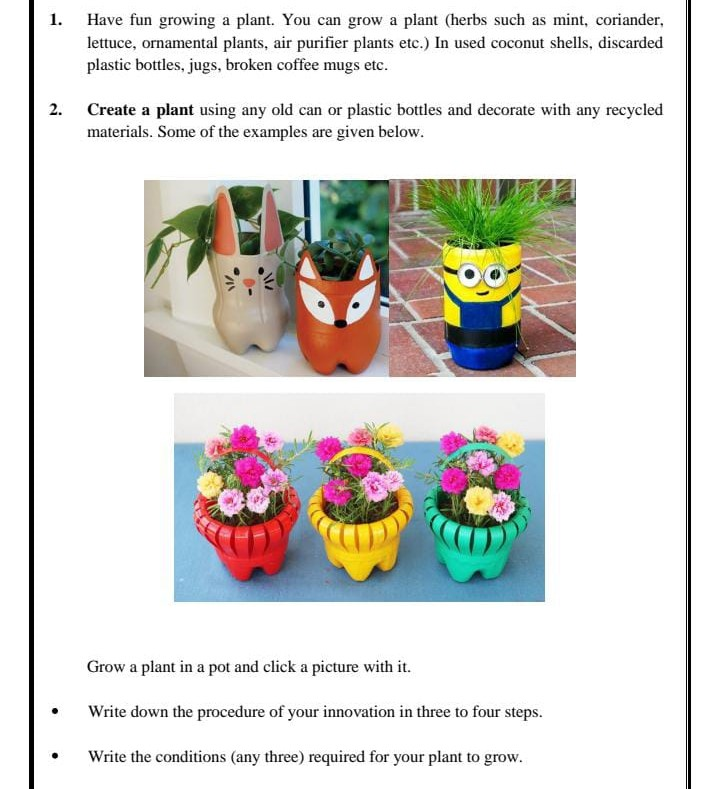 1. Have fun growing a plant. You can grow a plant (herbs such as mint, coriander,
lettuce, ornamental plants, air purifier plants etc.) In used coconut shells, discarded
plastic bottles, jugs, broken coffee mugs etc.
2. Create a plant using any old can or plastic bottles and decorate with any recycled
materials. Some of the examples are given below.
Grow a plant in a pot and click a picture with it.
• Write down the procedure of your innovation in three to four steps.
• Write the conditions (any three) required for your plant to grow.